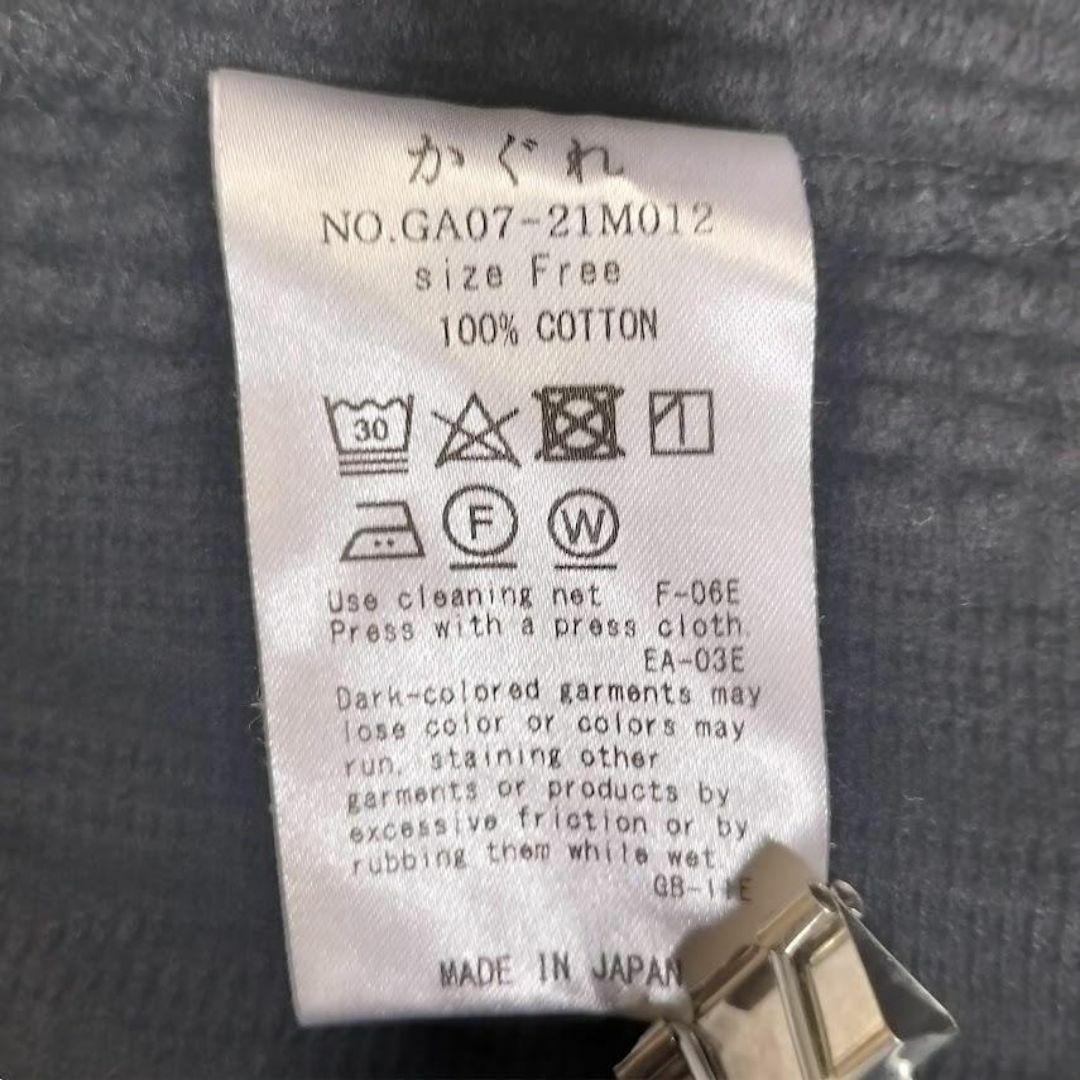 かぐれ
NO.GA07-21M012
size Free
100% COTTON
30
F W
Use cleaning net F-06E
Press with a press cloth.
EA-03E
Dark-colored garments may
lose color or colors may
run, staining other
garments or products by
excessive friction or by
rubbing them while wet.
GB-11E
MADE IN JAPAN